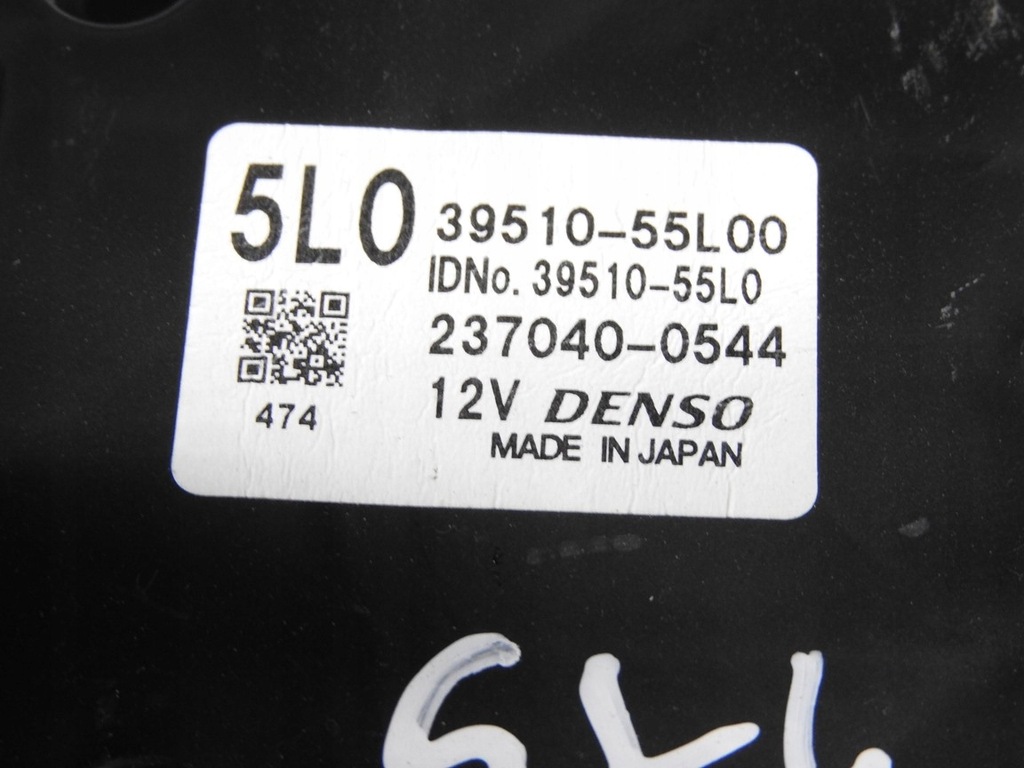 5L0
39510-55L00
IDNo. 39510-55L0
237040-0544
12V DENSO
MADE IN JAPAN
474